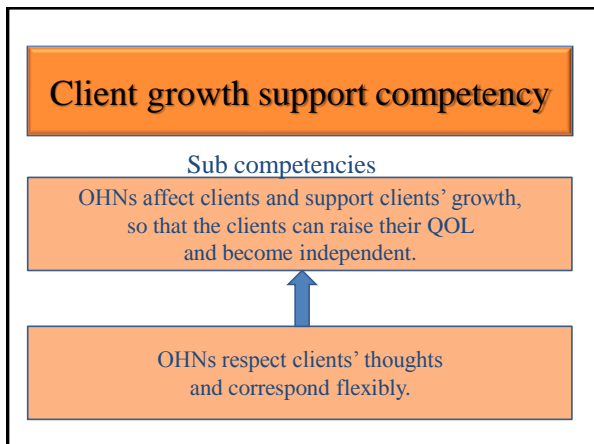 Client growth support competency
Sub competencies
OHNs affect clients and support clients’ growth,
so that the clients can raise their QOL
and become independent.
OHNs respect clients’ thoughts
and correspond flexibly.